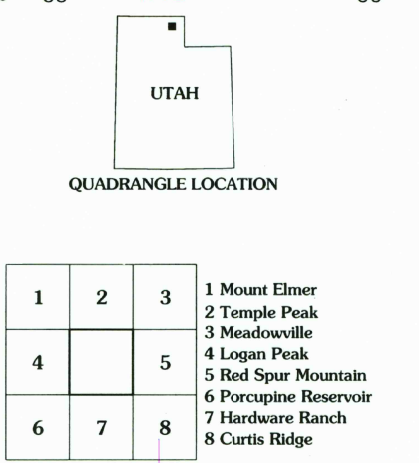 UTAH
QUADRANGLE LOCATION
1 2 3
4 5
6 7 8
1 Mount Elmer
2 Temple Peak
3 Meadowville
4 Logan Peak
5 Red Spur Mountain
6 Porcupine Reservoir
7 Hardware Ranch
8 Curtis Ridge